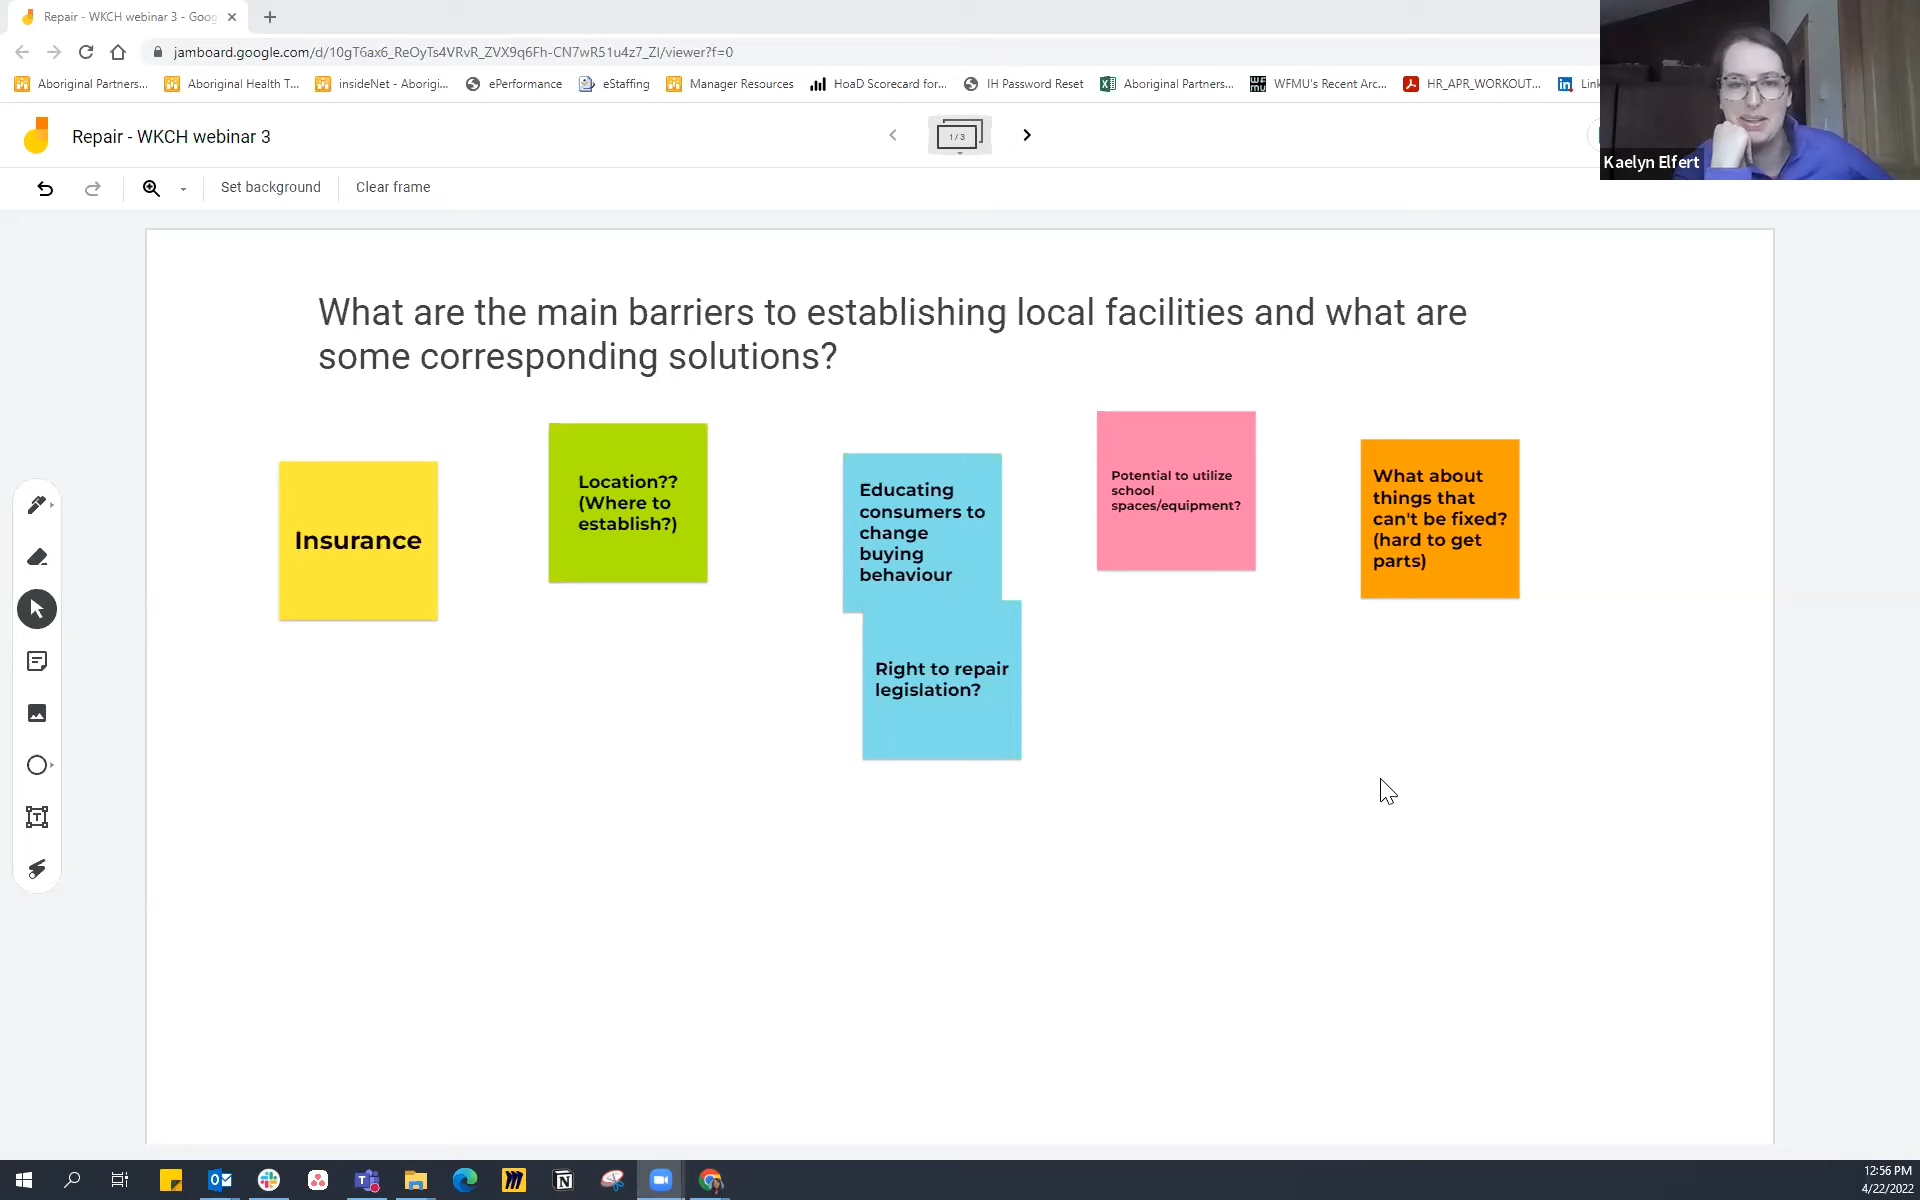 Repair - WKCH webinar 3 - Goog
jamboard.google.com/d/10gT6ax6_ReOyTs4VRvR_ZVX9q6Fh-CN7wR51u4z7_ZI/viewer?f=0
Aboriginal Partners... Aboriginal Health T... insideNet - Aborigi... ePerformance eStaffing Manager Resources HoaD Scorecard for... IH Password Reset Aboriginal Partners... WFMU's Recent Arc... HR_APR_WORKOUT... Link
Repair - WKCH webinar 3
1 / 3
Kaelyn Elfert
Set background Clear frame
What are the main barriers to establishing local facilities and what are
some corresponding solutions?
Insurance
Location??
(Where to
establish?)
Educating
consumers to
change
buying
behaviour
Right to repair
legislation?
Potential to utilize
school
spaces/equipment?
What about
things that
can't be fixed?
(hard to get
parts)
12:56 PM
4/22/2022